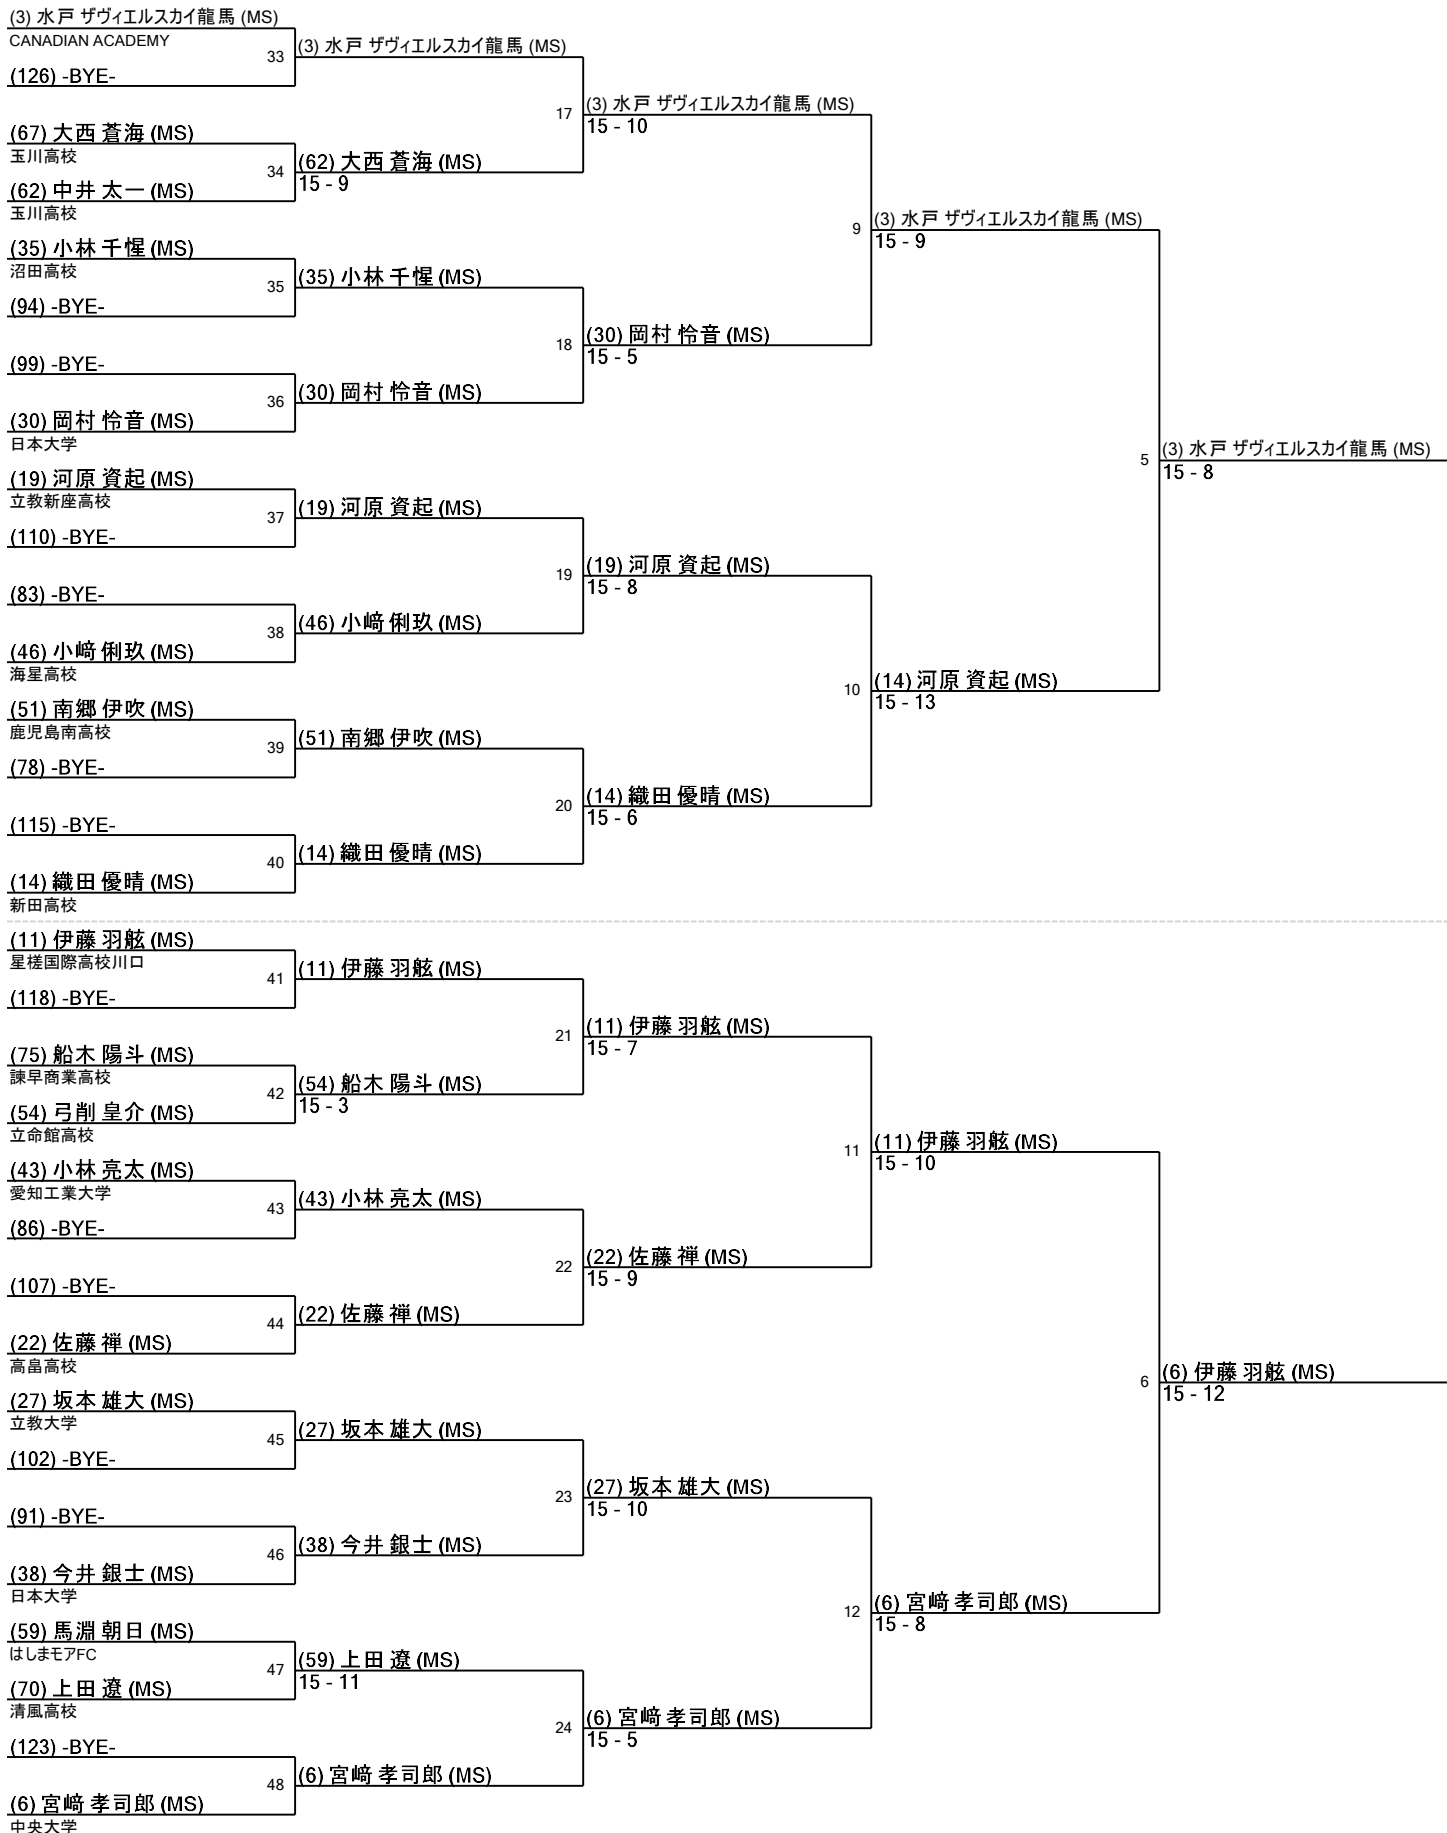 (3) 水戸 ザヴィエルスカイ龍馬 (MS)
CANADIAN ACADEMY
33
(3) 水戸 ザヴィエルスカイ龍馬 (MS)
(126) -BYE-
17
(3) 水戸 ザヴィエルスカイ龍馬 (MS)
15 - 10
(67) 大西 蒼海 (MS)
玉川高校
34
(62) 大西 蒼海 (MS)
15 - 9
(62) 中井 太一 (MS)
玉川高校
9
(3) 水戸 ザヴィエルスカイ龍馬 (MS)
15 - 9
(35) 小林 千惺 (MS)
沼田高校
35
(35) 小林 千惺 (MS)
(94) -BYE-
18
(30) 岡村 怜音 (MS)
15 - 5
(99) -BYE-
36
(30) 岡村 怜音 (MS)
(30) 岡村 怜音 (MS)
日本大学
5
(3) 水戸 ザヴィエルスカイ龍馬 (MS)
15 - 8
(19) 河原 資起 (MS)
立教新座高校
37
(19) 河原 資起 (MS)
(110) -BYE-
19
(19) 河原 資起 (MS)
15 - 8
(83) -BYE-
38
(46) 小﨑 俐玖 (MS)
(46) 小﨑 俐玖 (MS)
海星高校
10
(14) 河原 資起 (MS)
15 - 13
(51) 南郷 伊吹 (MS)
鹿児島南高校
39
(51) 南郷 伊吹 (MS)
(78) -BYE-
20
(14) 織田 優晴 (MS)
15 - 6
(115) -BYE-
40
(14) 織田 優晴 (MS)
(14) 織田 優晴 (MS)
新田高校
(11) 伊藤 羽舷 (MS)
星槎国際高校川口
41
(11) 伊藤 羽舷 (MS)
(118) -BYE-
21
(11) 伊藤 羽舷 (MS)
15 - 7
(75) 船木 陽斗 (MS)
諫早商業高校
42
(54) 船木 陽斗 (MS)
15 - 3
(54) 弓削 皇介 (MS)
立命館高校
11
(11) 伊藤 羽舷 (MS)
15 - 10
(43) 小林 亮太 (MS)
愛知工業大学
43
(43) 小林 亮太 (MS)
(86) -BYE-
22
(22) 佐藤 禅 (MS)
15 - 9
(107) -BYE-
44
(22) 佐藤 禅 (MS)
(22) 佐藤 禅 (MS)
高畠高校
6
(6) 伊藤 羽舷 (MS)
15 - 12
(27) 坂本 雄大 (MS)
立教大学
45
(27) 坂本 雄大 (MS)
(102) -BYE-
23
(27) 坂本 雄大 (MS)
15 - 10
(91) -BYE-
46
(38) 今井 銀士 (MS)
(38) 今井 銀士 (MS)
日本大学
12
(6) 宮﨑 孝司郎 (MS)
15 - 8
(59) 馬淵 朝日 (MS)
はしまモアFC
47
(59) 上田 遼 (MS)
15 - 11
(70) 上田 遼 (MS)
清風高校
24
(6) 宮﨑 孝司郎 (MS)
15 - 5
(123) -BYE-
48
(6) 宮﨑 孝司郎 (MS)
(6) 宮﨑 孝司郎 (MS)
中央大学